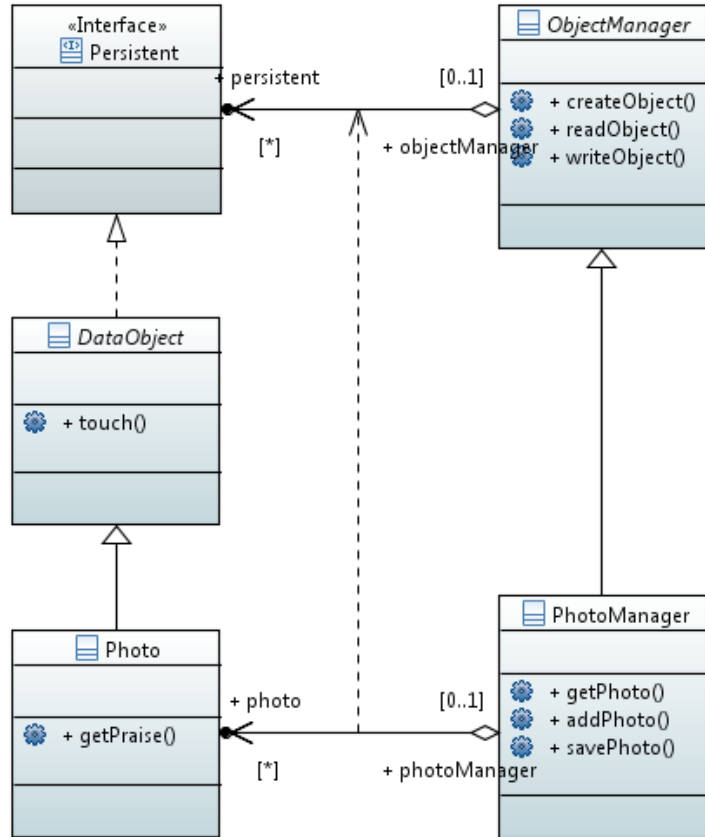 «Interface»
<I> Persistent
ObjectManager
+ persistent
[0..1]
+ createObject()
+ readObject()
+ writeObject()
[*]
+ objectManager
DataObject
+ touch()
Photo
+ getPraise()
PhotoManager
+ photo
[0..1]
+ getPhoto()
+ addPhoto()
+ savePhoto()
[*]
+ photoManager